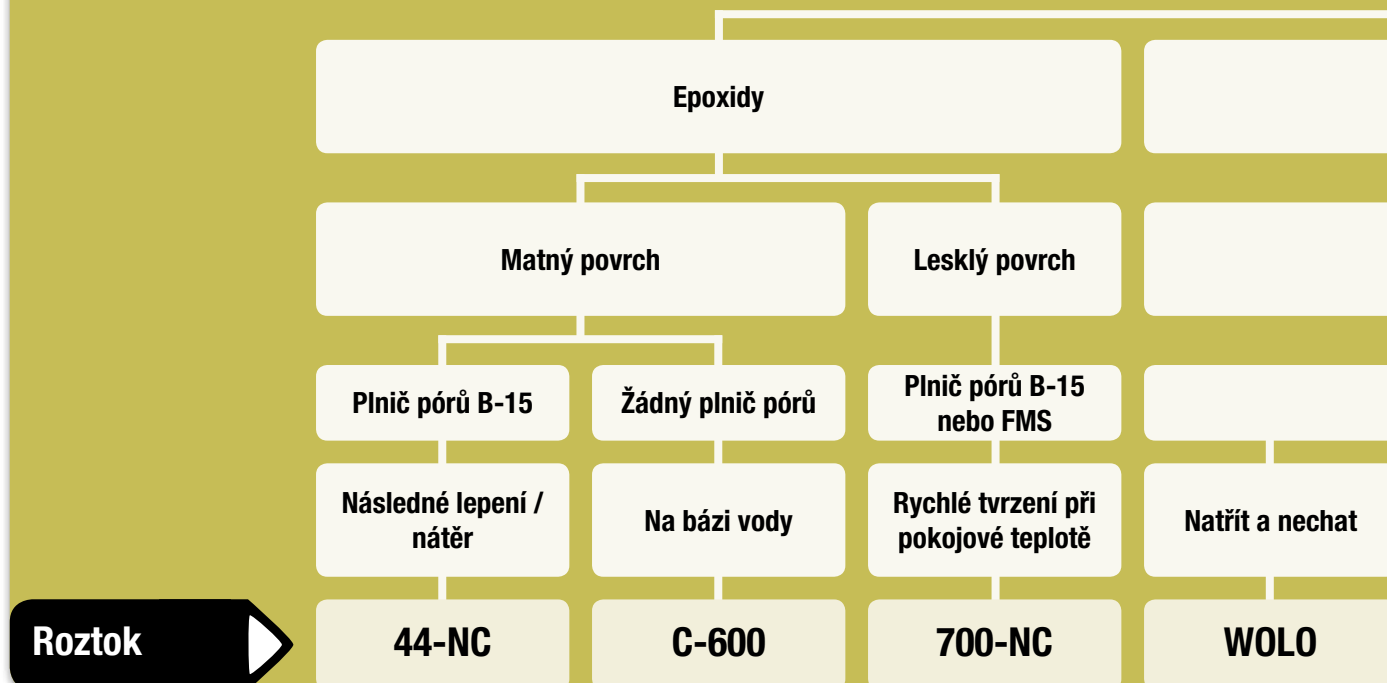 Epoxidy
Matný povrch
Lesklý povrch
Plnič pórů B-15
Žádný plnič pórů
Plnič pórů B-15
nebo FMS
Následné lepení /
nátěr
Na bázi vody
Rychlé tvrzení při
pokojové teplotě
Natřít a nechat
Roztok
44-NC
C-600
700-NC
WOLO